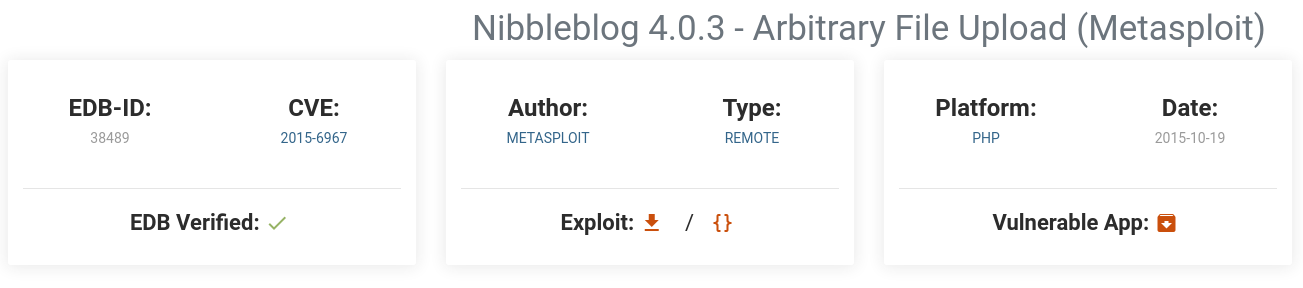 Nibbleblog 4.0.3 - Arbitrary File Upload (Metasploit)
EDB-ID: CVE: Author: Type: Platform: Date:
38489 2015-6967 METASPLOIT REMOTE PHP 2015-10-19
EDB Verified: Exploit: / {} Vulnerable App: